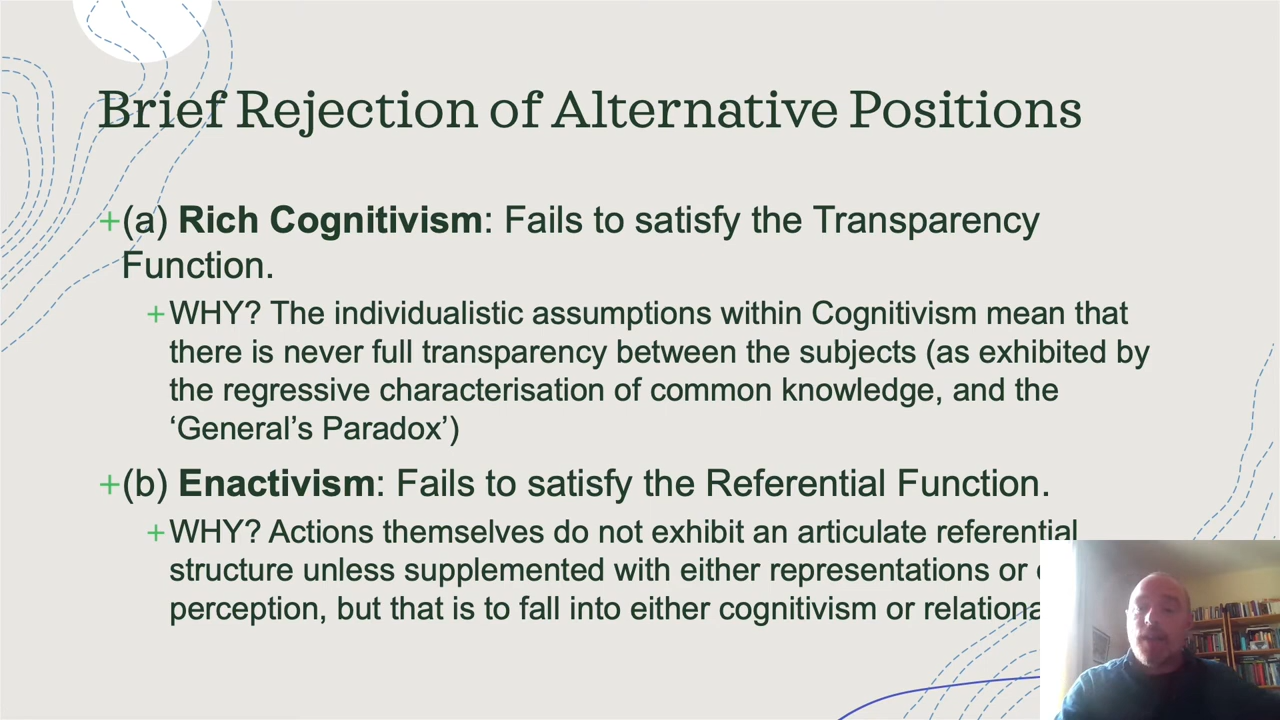 Brief Rejection of Alternative Positions
+(a) Rich Cognitivism: Fails to satisfy the Transparency
Function.
+WHY? The individualistic assumptions within Cognitivism mean that
there is never full transparency between the subjects (as exhibited by
the regressive characterisation of common knowledge, and the
‘General’s Paradox’)
+(b) Enactivism: Fails to satisfy the Referential Function.
+WHY? Actions themselves do not exhibit an articulate referential
structure unless supplemented with either representations or
perception, but that is to fall into either cognitivism or